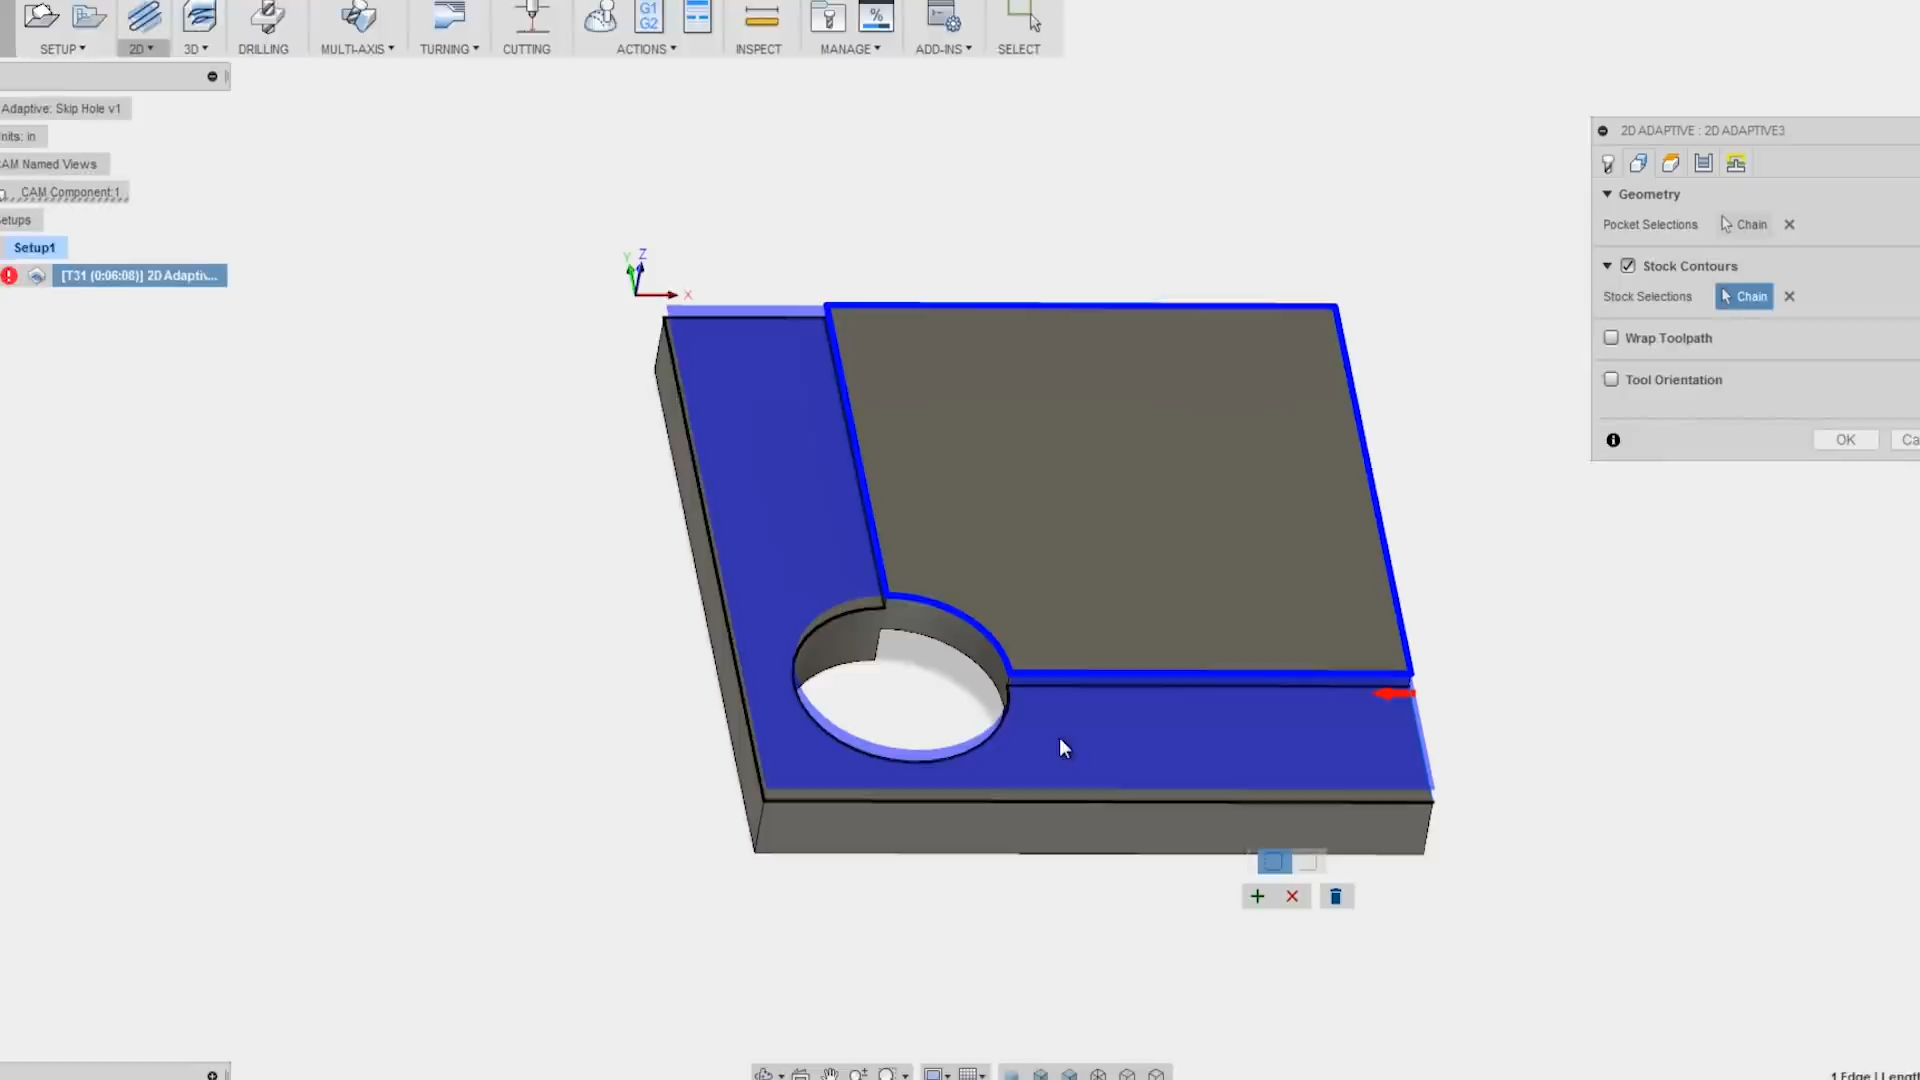 G1
G2
%
SETUP
2D
3D
DRILLING
MULTI-AXIS
TURNING
CUTTING
ACTIONS
INSPECT
MANAGE
ADD-INS
SELECT
Adaptive: Skip Hole v1
nits: in
AM Named Views
CAM Component:1
etups
Setup1
[T31 (0:06:08)] 2D Adaptiv...
Y Z
X
2D ADAPTIVE : 2D ADAPTIVE3
Geometry
Pocket Selections Chain
Stock Contours
Stock Selections Chain
Wrap Toolpath
Tool Orientation
OK Ca
1 Edge | Length